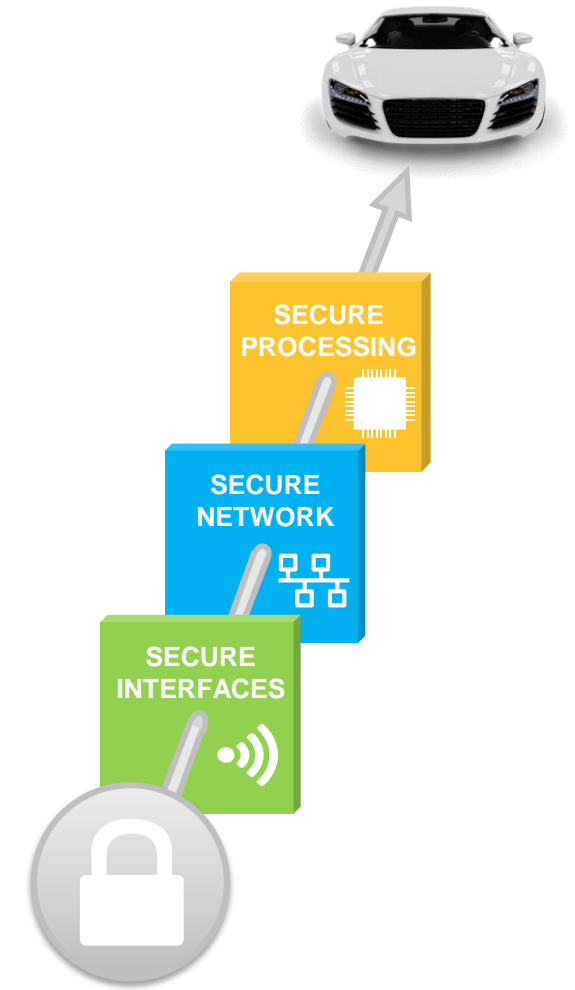 SECURE
PROCESSING
SECURE
NETWORK
SECURE
INTERFACES